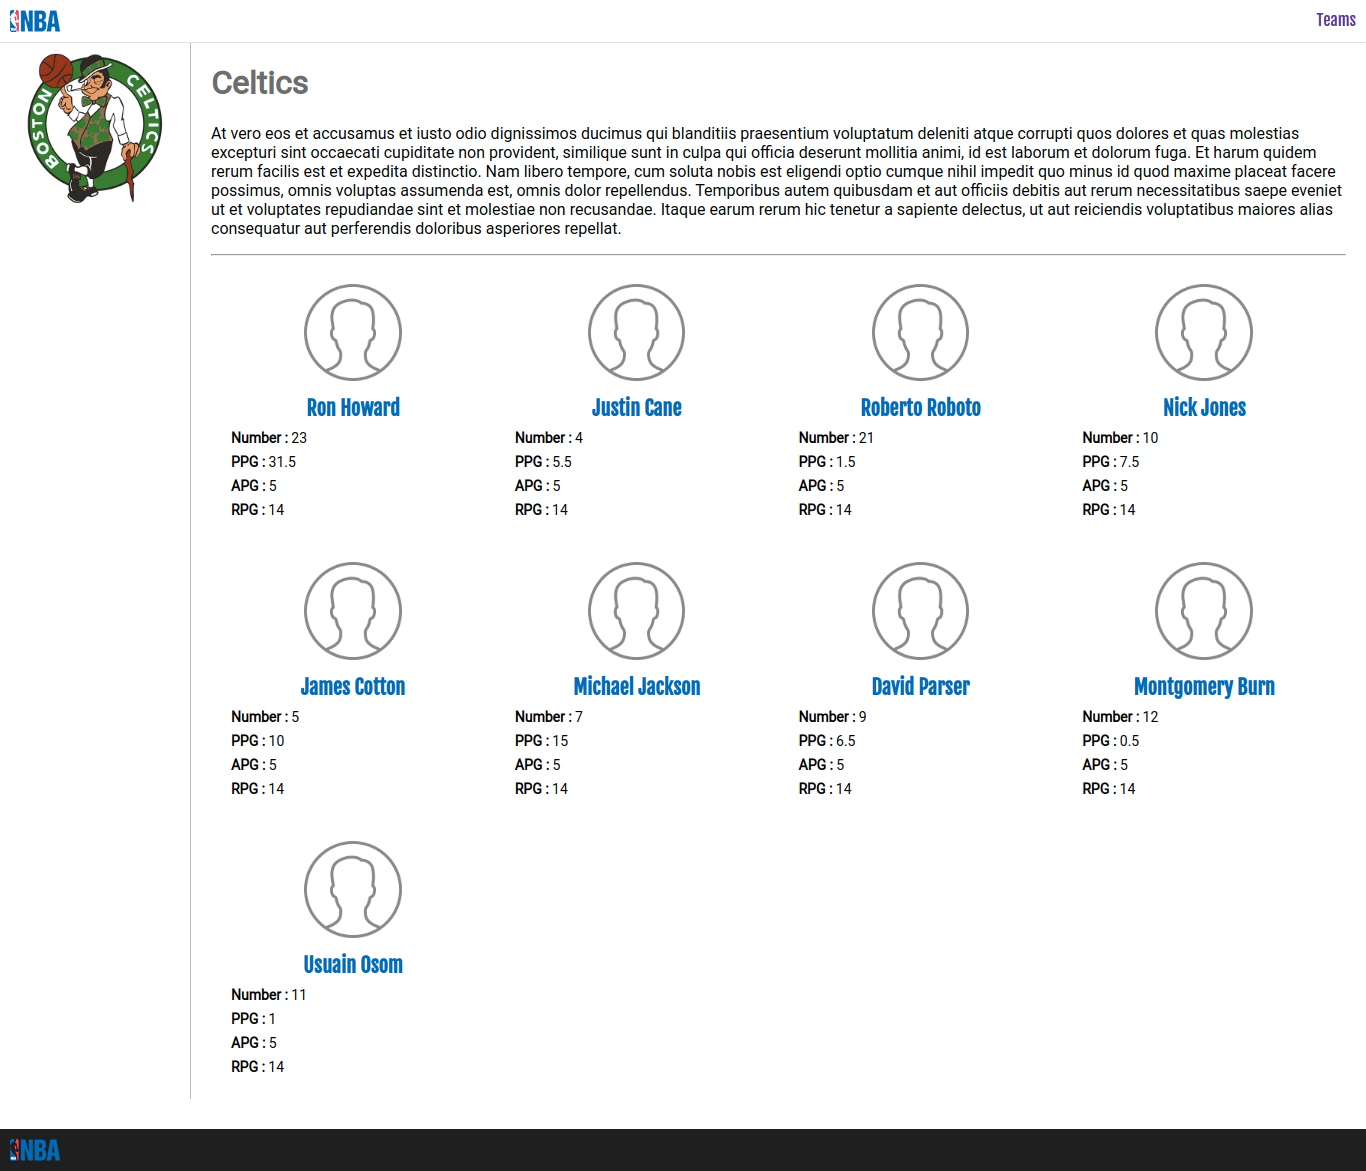 NBA
Teams
BOSTON CELTICS
Celtics
At vero eos et accusamus et iusto odio dignissimos ducimus qui blanditiis praesentium voluptatum deleniti atque corrupti quos dolores et quas molestias
excepturi sint occaecati cupiditate non provident, similique sunt in culpa qui officia deserunt mollitia animi, id est laborum et dolorum fuga. Et harum quidem
rerum facilis est et expedita distinctio. Nam libero tempore, cum soluta nobis est eligendi optio cumque nihil impedit quo minus id quod maxime placeat facere
possimus, omnis voluptas assumenda est, omnis dolor repellendus. Temporibus autem quibusdam et aut officiis debitis aut rerum necessitatibus saepe eveniet
ut et voluptates repudiandae sint et molestiae non recusandae. Itaque earum rerum hic tenetur a sapiente delectus, ut aut reiciendis voluptatibus maiores alias
consequatur aut perferendis doloribus asperiores repellat.
Ron Howard
Number : 23
PPG : 31.5
APG : 5
RPG : 14
Justin Cane
Number : 4
PPG : 5.5
APG : 5
RPG : 14
Roberto Roboto
Number : 21
PPG : 1.5
APG : 5
RPG : 14
Nick Jones
Number : 10
PPG : 7.5
APG : 5
RPG : 14
James Cotton
Number : 5
PPG : 10
APG : 5
RPG : 14
Michael Jackson
Number : 7
PPG : 15
APG : 5
RPG : 14
David Parser
Number : 9
PPG : 6.5
APG : 5
RPG : 14
Montgomery Burn
Number : 12
PPG : 0.5
APG : 5
RPG : 14
Usuain Osom
Number : 11
PPG : 1
APG : 5
RPG : 14
NBA